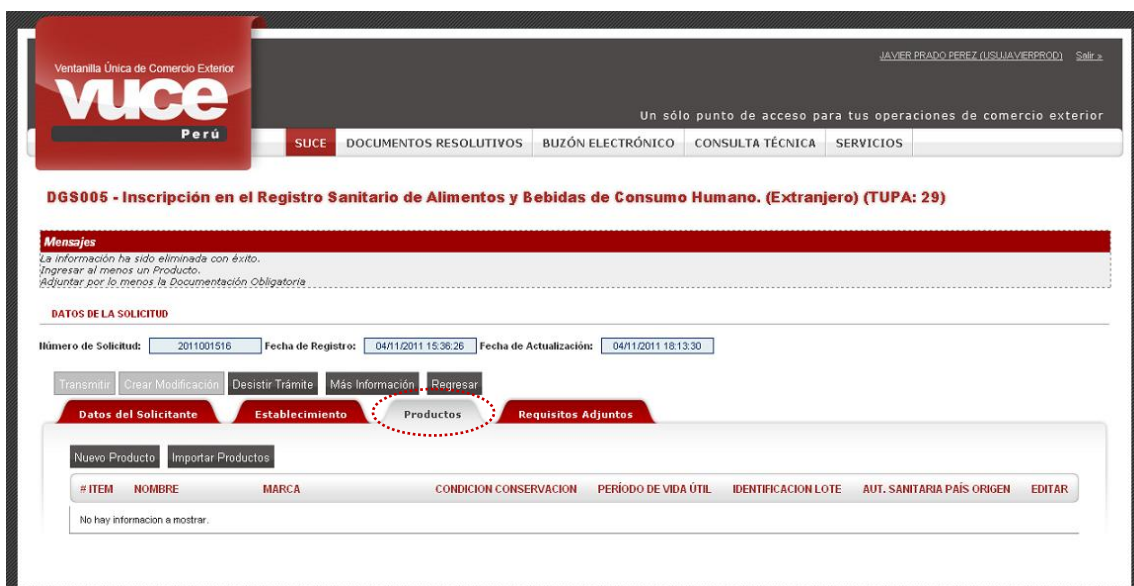 JAVIER PRADO PEREZ (USUJAVIERPROD) Salir »
Ventanilla Única de Comercio Exterior
vuce
Perú
Un sólo punto de acceso para tus operaciones de comercio exterior
SUCE DOCUMENTOS RESOLUTIVOS BUZÓN ELECTRÓNICO CONSULTA TÉCNICA SERVICIOS
DGS005 - Inscripción en el Registro Sanitario de Alimentos y Bebidas de Consumo Humano. (Extranjero) (TUPA: 29)
Mensajes
La información ha sido eliminada con éxito.
Ingresar al menos un Producto.
Adjuntar por lo menos la Documentación Obligatoria
DATOS DE LA SOLICITUD
Número de Solicitud: 2011001516 Fecha de Registro: 04/11/2011 15:36:26 Fecha de Actualización: 04/11/2011 18:13:30
Transmitir Crear Modificación Desistir Trámite Más Información Regresar
Datos del Solicitante Establecimiento Productos Requisitos Adjuntos
Nuevo Producto Importar Productos
# ITEM NOMBRE MARCA CONDICION CONSERVACION PERÍODO DE VIDA ÚTIL IDENTIFICACION LOTE AUT. SANITARIA PAÍS ORIGEN EDITAR
No hay informacion a mostrar.